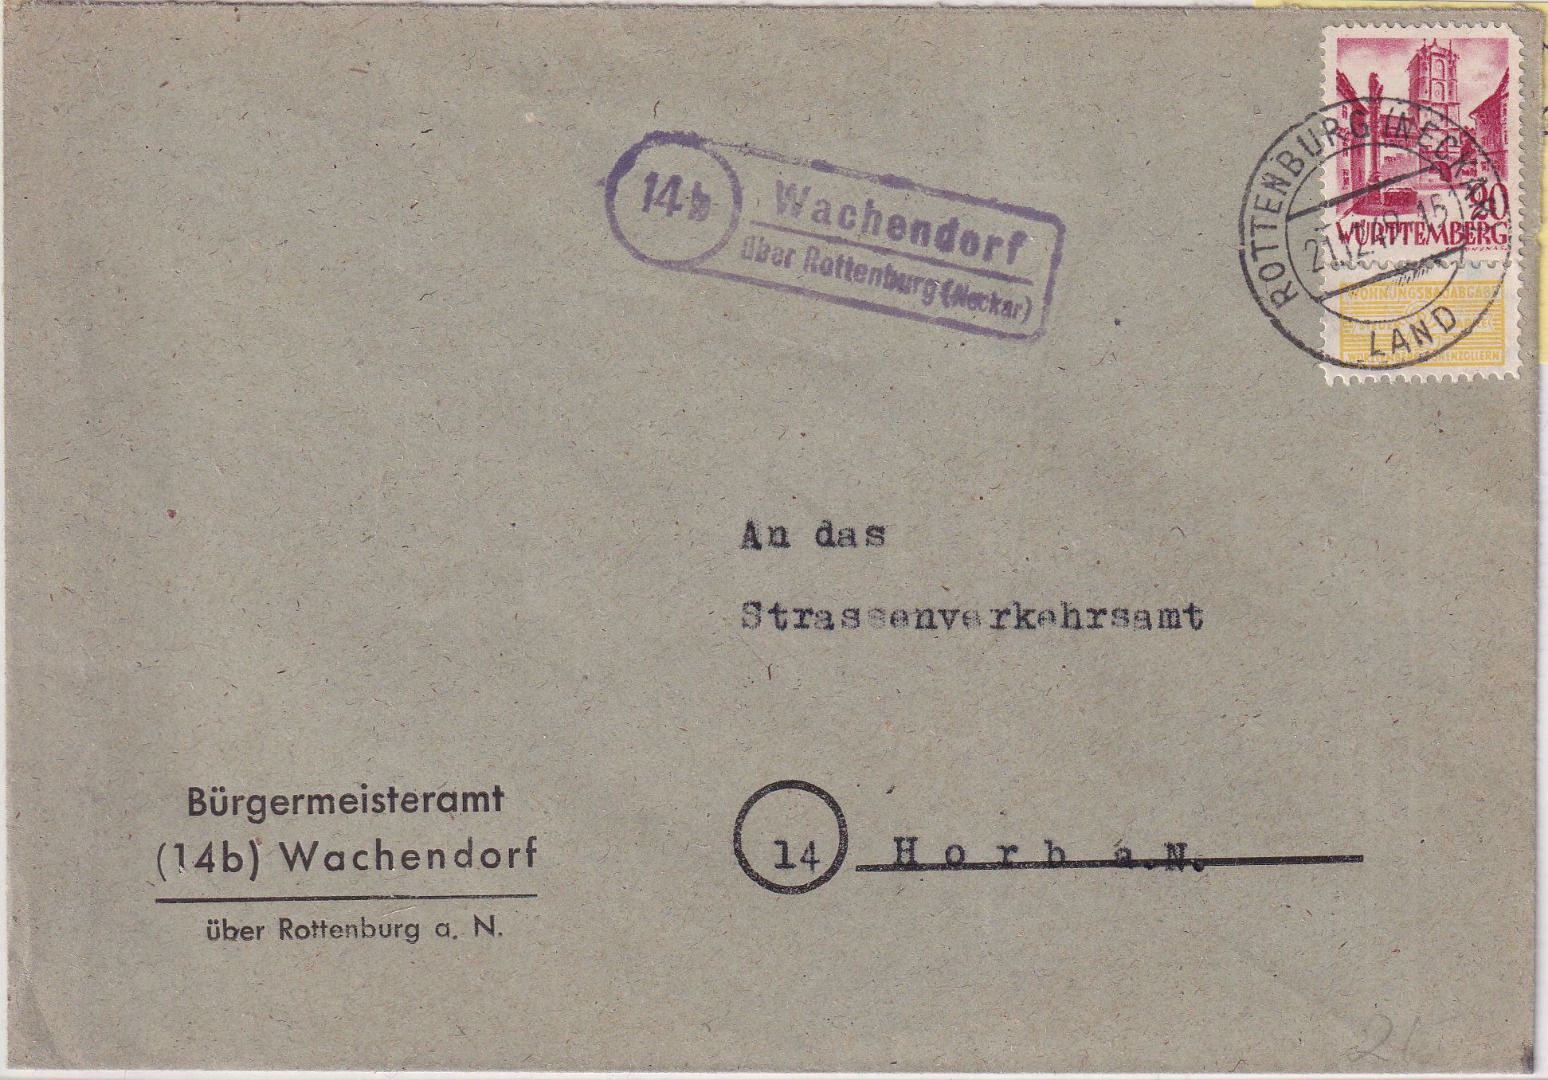 14b
Wachendorf
über Rottenburg (Neckar)
ROTTENBURG (NECKAR)
LAND
20
WÜRTTEMBERG
WOHNUNGSBAUABGABE
An das
Strassenverkehrsamt
14 Horb a.N.
Bürgermeisteramt
(14b) Wachendorf
über Rottenburg a. N.